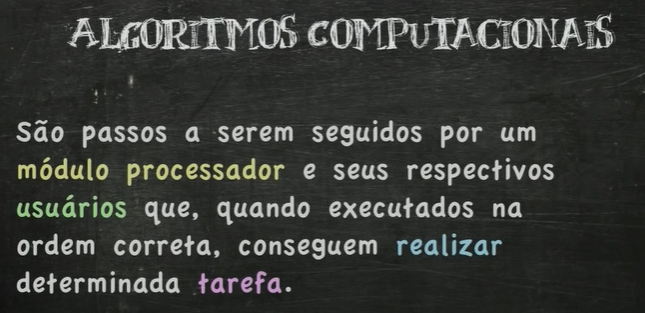 ALGORITMOS COMPUTACIONAIS
São passos a serem seguidos por um
módulo processador e seus respectivos
usuários que, quando executados na
ordem correta, conseguem realizar
determinada tarefa.